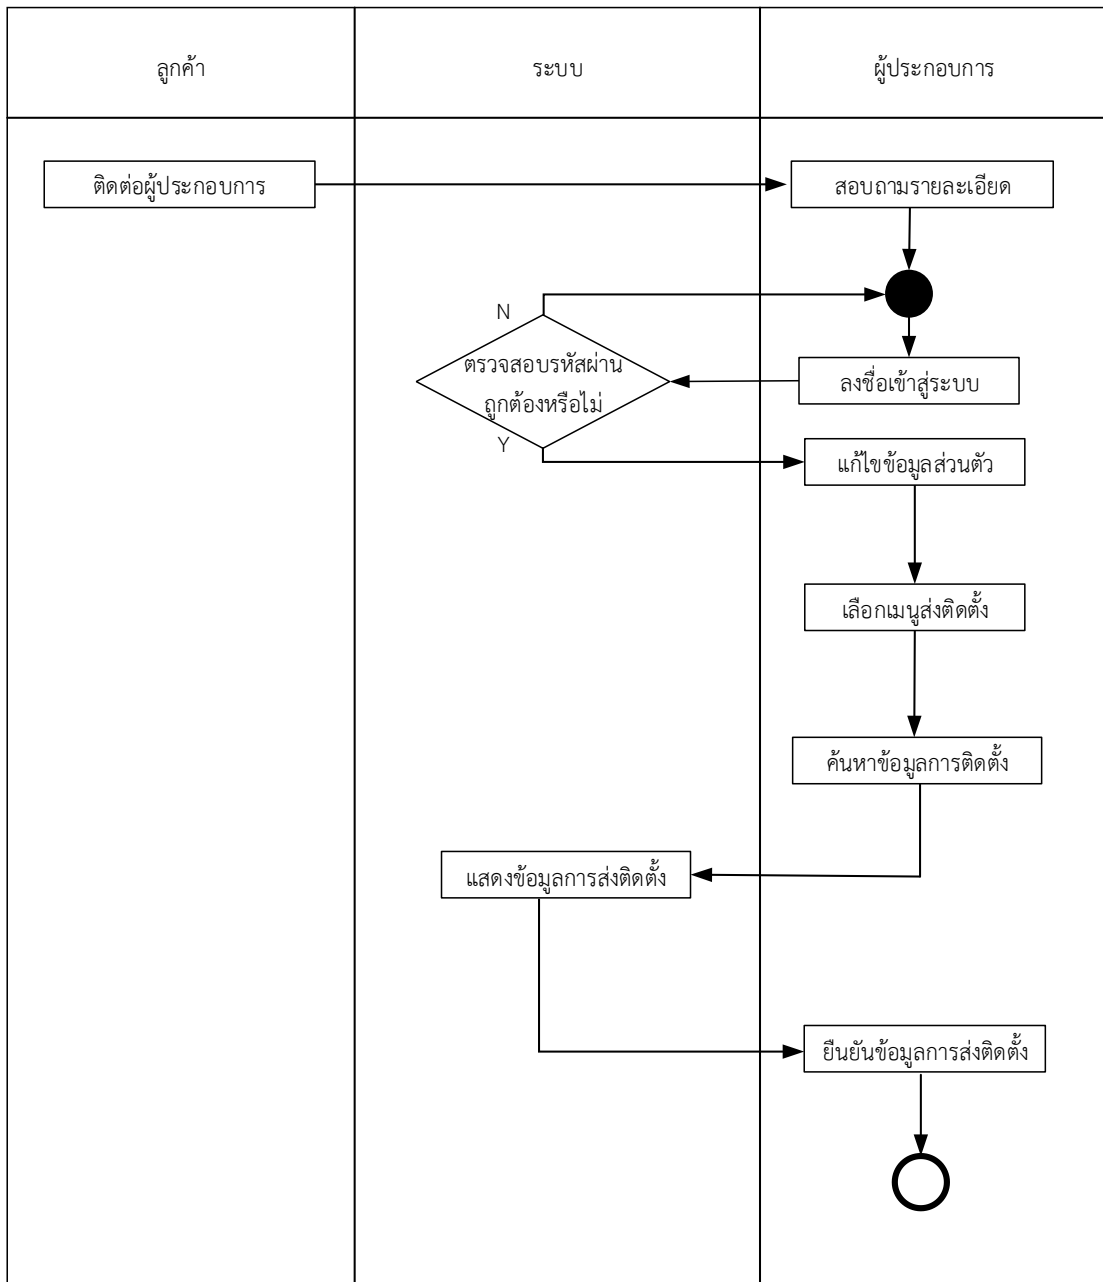 ลูกค้า
ระบบ
ผู้ประกอบการ
ติดต่อผู้ประกอบการ
สอบถามรายละเอียด
N
ตรวจสอบรหัสผ่าน
ถูกต้องหรือไม่
ลงชื่อเข้าสู่ระบบ
Y
แก้ไขข้อมูลส่วนตัว
เลือกเมนูส่งติดตั้ง
ค้นหาข้อมูลการติดตั้ง
แสดงข้อมูลการส่งติดตั้ง
ยืนยันข้อมูลการส่งติดตั้ง